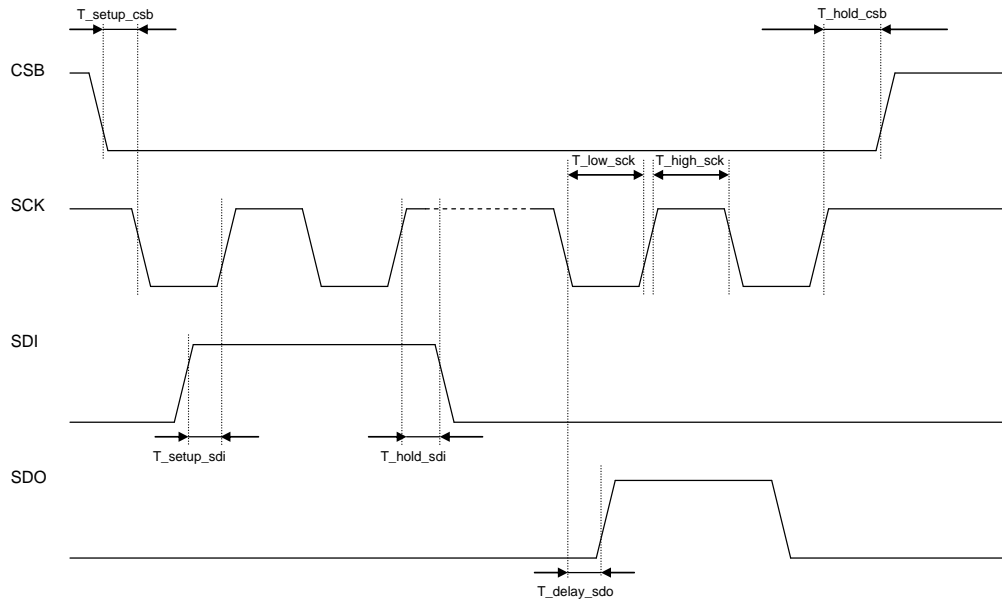 T_setup_csb
T_hold_csb
CSB
T_low_sck
T_high_sck
SCK
SDI
T_setup_sdi
T_hold_sdi
SDO
T_delay_sdo